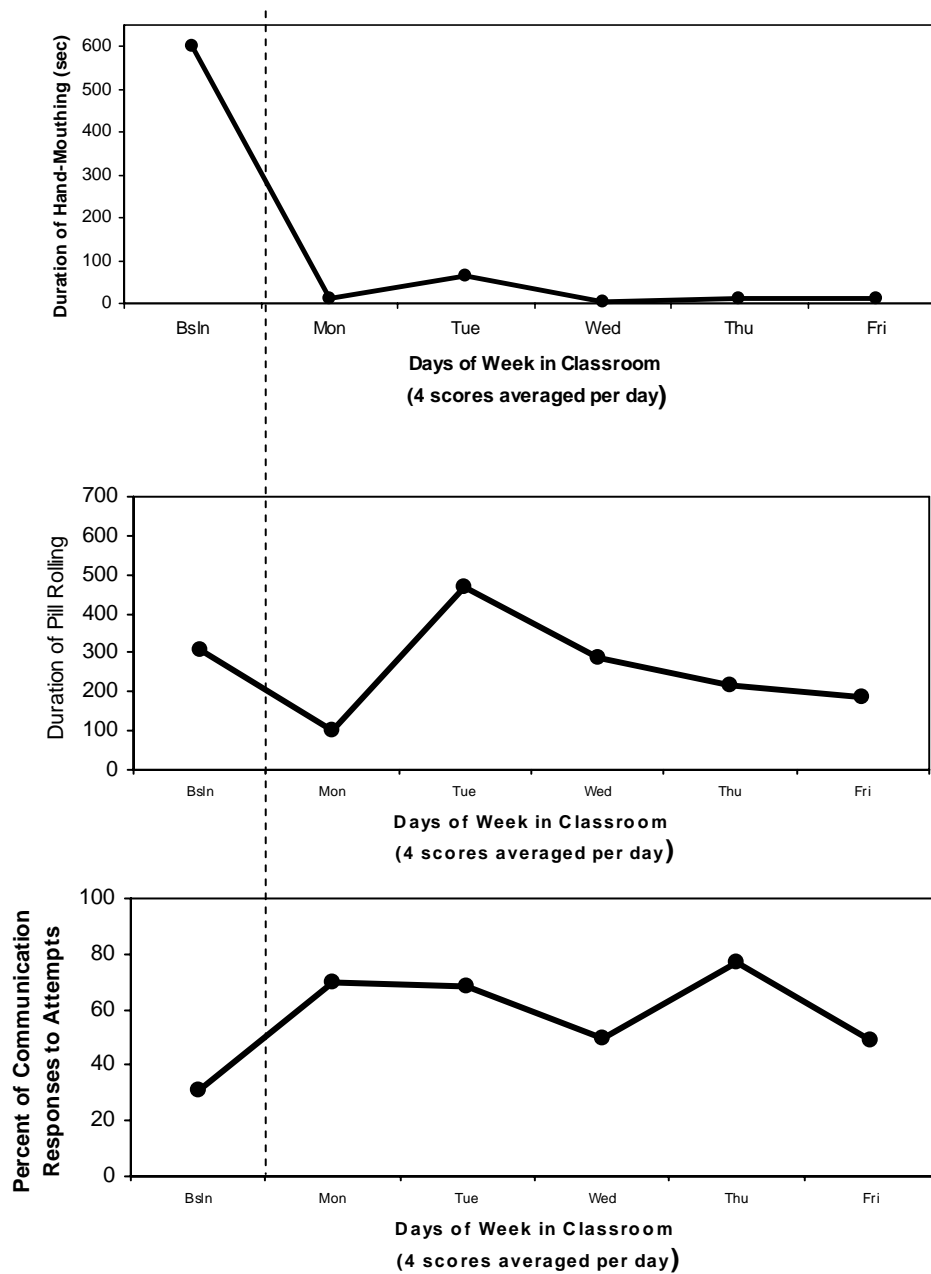 Duration of Hand-Mouthing (sec)
600
500
400
300
200
100
0
Bsln Mon Tue Wed Thu Fri
Days of Week in Classroom
(4 scores averaged per day)
Duration of Pill Rolling
700
600
500
400
300
200
100
0
Bsln Mon Tue Wed Thu Fri
Days of Week in Classroom
(4 scores averaged per day)
Percent of Communication
Responses to Attempts
100
80
60
40
20
0
Bsln Mon Tue Wed Thu Fri
Days of Week in Classroom
(4 scores averaged per day)